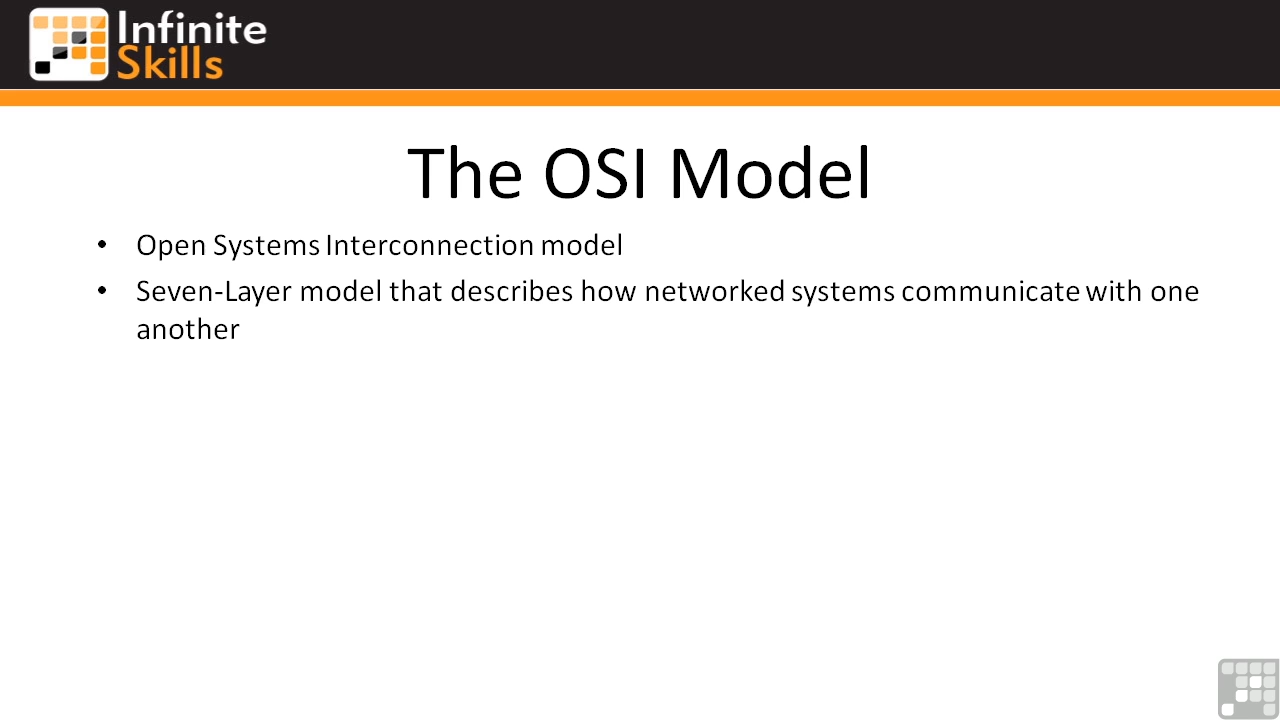 Infinite
Skills
The OSI Model
• Open Systems Interconnection model
• Seven-Layer model that describes how networked systems communicate with one
another